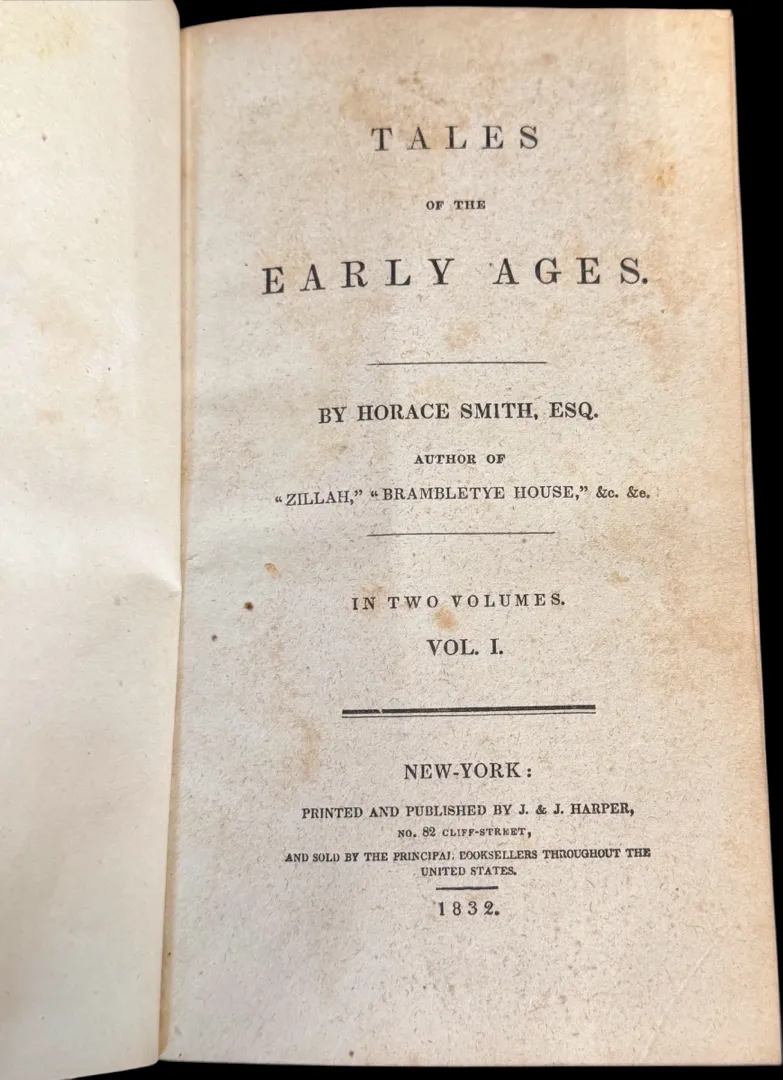 TALES
OF THE
EARLY AGES.
BY HORACE SMITH, ESQ.
AUTHOR OF
“ZILLAH,” “BRAMBLETYE HOUSE,” &c. &c.
IN TWO VOLUMES.
VOL. I.
NEW-YORK:
PRINTED AND PUBLISHED BY J. & J. HARPER,
NO. 82 CLIFF-STREET,
AND SOLD BY THE PRINCIPAL BOOKSELLERS THROUGHOUT THE
UNITED STATES.
1832.